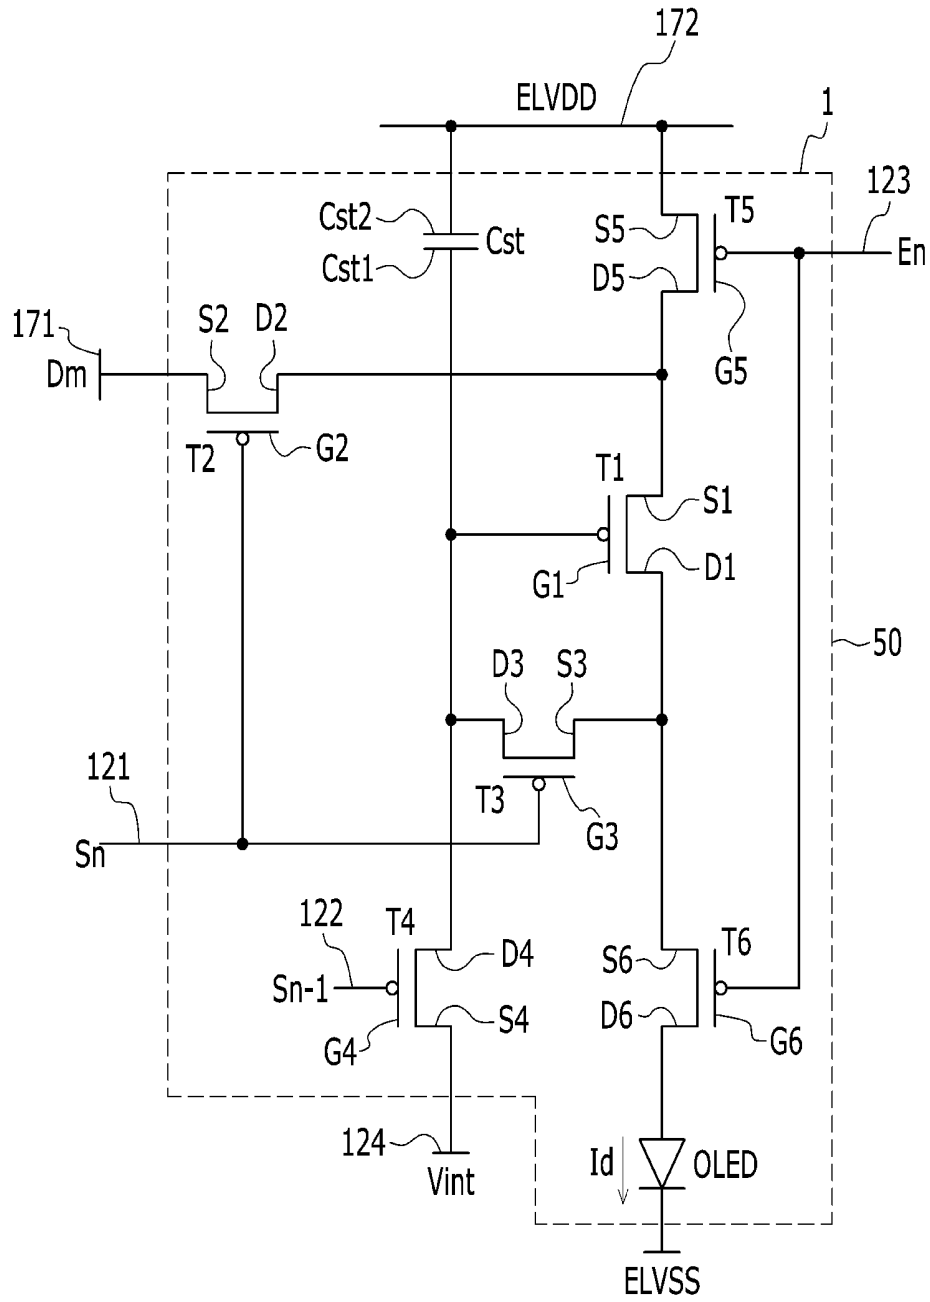 172
ELVDD
1
123
Cst2
T5
S5
Cst
En
Cst1
D5
171
S2
D2
G5
Dm
G2
T2
T1
S1
G1
D1
50
D3
S3
121
T3
G3
Sn
122
T4
T6
D4
S6
Sn-1
S4
D6
G4
G6
124
Id
OLED
Vint
ELVSS